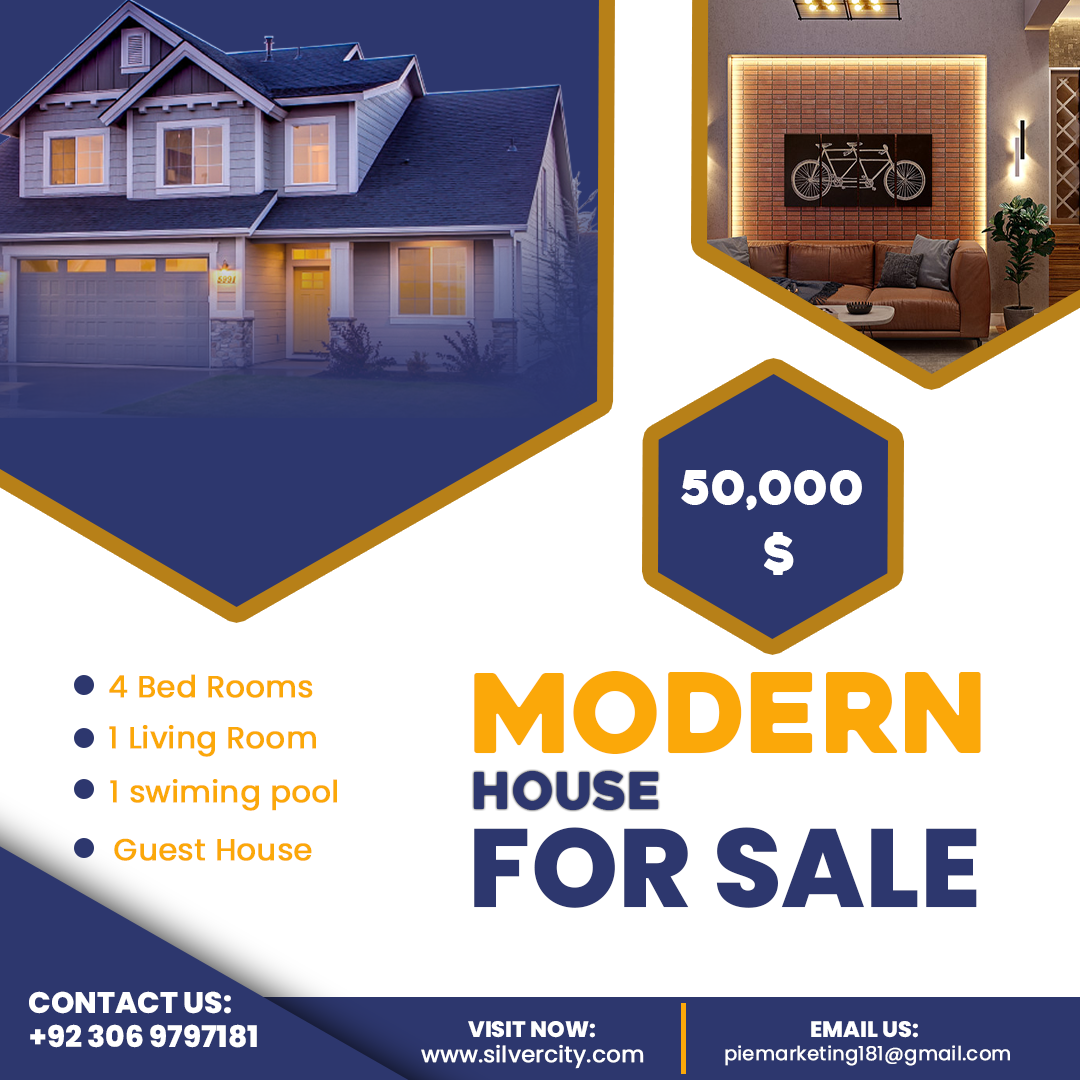 50,000
$
4 Bed Rooms
1 Living Room
1 swiming pool
Guest House
MODERN
HOUSE
FOR SALE
CONTACT US:
+92 306 9797181
VISIT NOW:
www.silvercity.com
EMAIL US:
piemarketing181@gmail.com